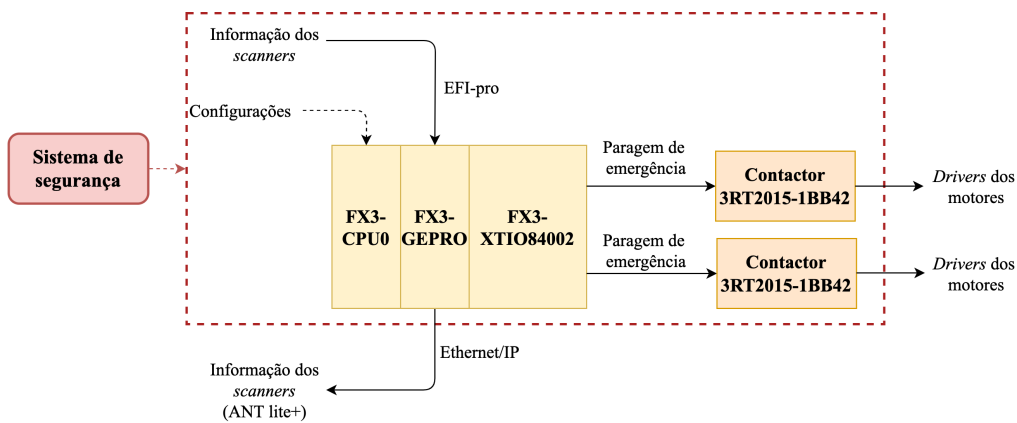 Informação dos
scanners
EFI-pro
Configurações
Sistema de
segurança
FX3-
CPU0
FX3-
GEPRO
FX3-
XTIO84002
Paragem de
emergência
Contactor
3RT2015-1BB42
Drivers dos
motores
Paragem de
emergência
Contactor
3RT2015-1BB42
Drivers dos
motores
Ethernet/IP
Informação dos
scanners
(ANT lite+)